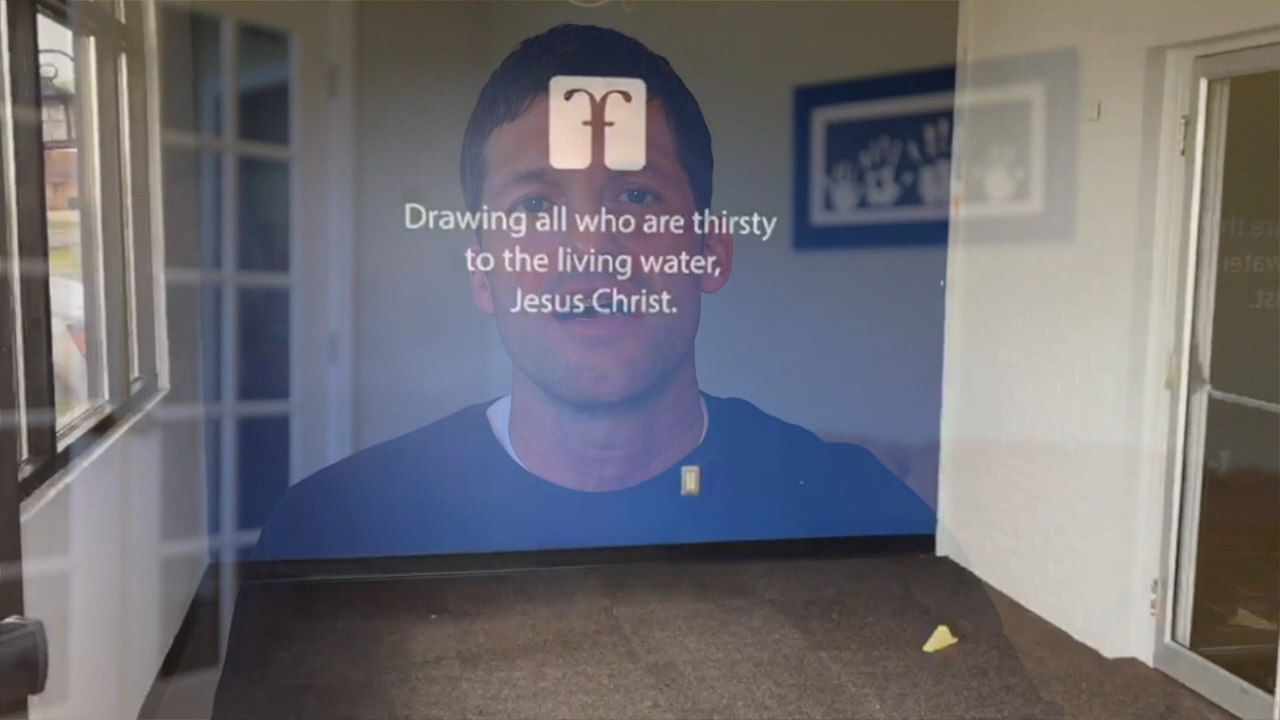 Drawing all who are thirsty
to the living water,
Jesus Christ.